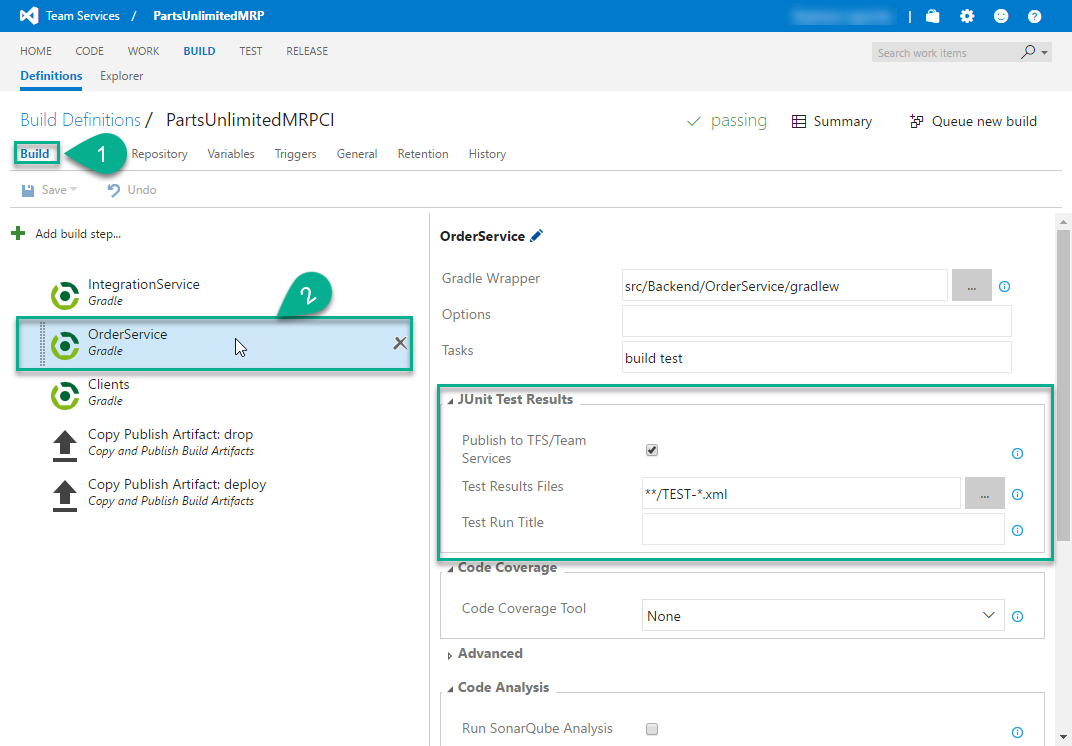 Team Services / PartsUnlimitedMRP |
HOME CODE WORK BUILD TEST RELEASE
Search work items
Definitions Explorer
Build Definitions / PartsUnlimitedMRPCI
passing Summary Queue new build
Build 1 Repository Variables Triggers General Retention History
Save Undo
Add build step...
IntegrationService
Gradle
2
OrderService
Gradle
Clients
Gradle
Copy Publish Artifact: drop
Copy and Publish Build Artifacts
Copy Publish Artifact: deploy
Copy and Publish Build Artifacts
OrderService
Gradle Wrapper src/Backend/OrderService/gradlew ...
Options
Tasks build test
JUnit Test Results
Publish to TFS/Team
Services
Test Results Files **/TEST-*.xml ...
Test Run Title
Code Coverage
Code Coverage Tool None
Advanced
Code Analysis
Run SonarQube Analysis